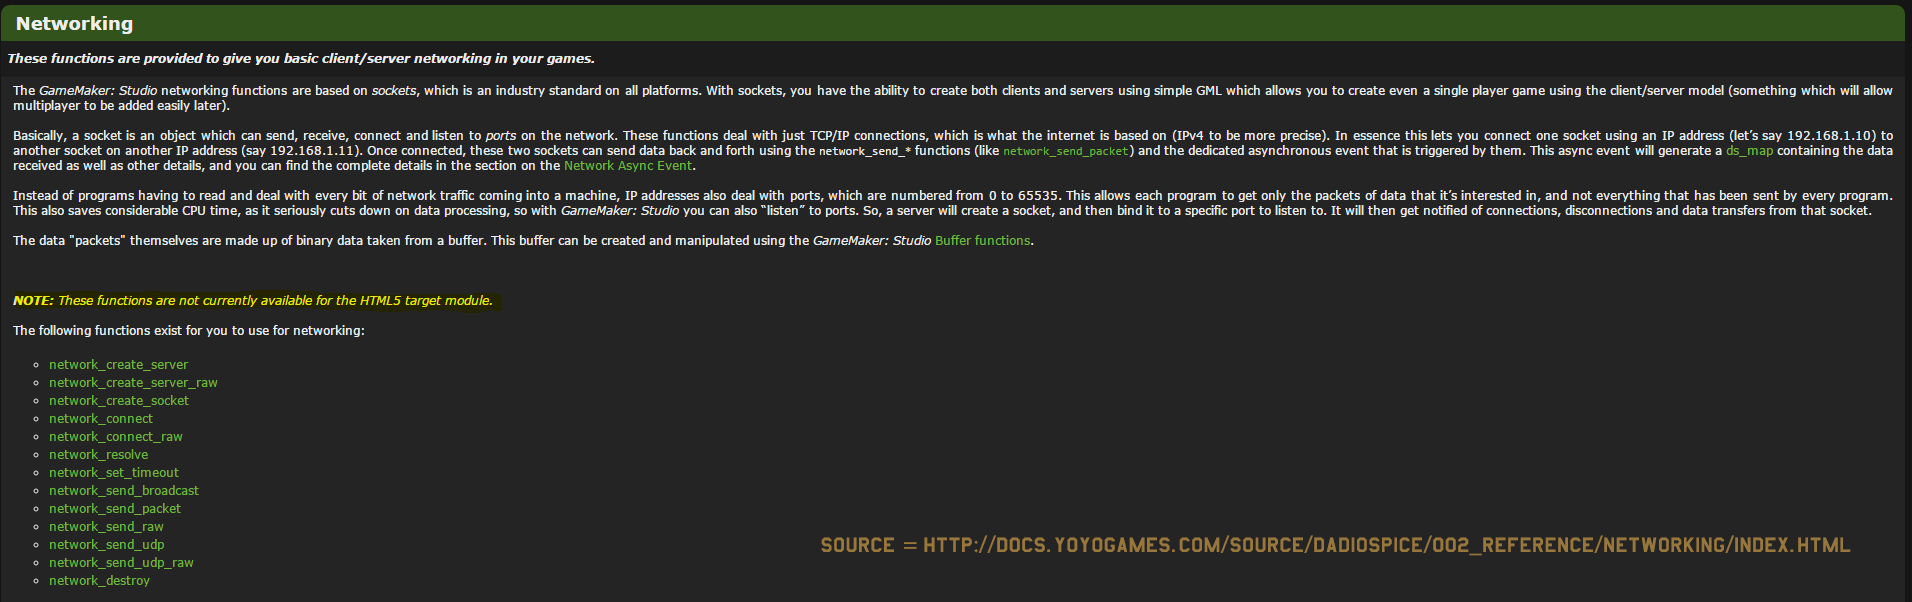 Networking
These functions are provided to give you basic client/server networking in your games.
The GameMaker: Studio networking functions are based on sockets, which is an industry standard on all platforms. With sockets, you have the ability to create both clients and servers using simple GML which allows you to create even a single player game using the client/server model (something which will allow
multiplayer to be added easily later).
Basically, a socket is an object which can send, receive, connect and listen to ports on the network. These functions deal with just TCP/IP connections, which is what the internet is based on (IPv4 to be more precise). In essence this lets you connect one socket using an IP address (let’s say 192.168.1.10) to
another socket on another IP address (say 192.168.1.11). Once connected, these two sockets can send data back and forth using the network_send_* functions (like network_send_packet) and the dedicated asynchronous event that is triggered by them. This async event will generate a ds_map containing the data
received as well as other details, and you can find the complete details in the section on the Network Async Event.
Instead of programs having to read and deal with every bit of network traffic coming into a machine, IP addresses also deal with ports, which are numbered from 0 to 65535. This allows each program to get only the packets of data that it’s interested in, and not everything that has been sent by every program.
This also saves considerable CPU time, as it seriously cuts down on data processing, so with GameMaker: Studio you can also “listen” to ports. So, a server will create a socket, and then bind it to a specific port to listen to. It will then get notified of connections, disconnections and data transfers from that socket.
The data "packets" themselves are made up of binary data taken from a buffer. This buffer can be created and manipulated using the GameMaker: Studio Buffer functions.
NOTE: These functions are not currently available for the HTML5 target module.
The following functions exist for you to use for networking:
network_create_server
network_create_server_raw
network_create_socket
network_connect
network_connect_raw
network_resolve
network_set_timeout
network_send_broadcast
network_send_packet
network_send_raw
network_send_udp
network_send_udp_raw
network_destroy
SOURCE = HTTP://DOCS.YOYOGAMES.COM/SOURCE/DADIOSPICE/002_REFERENCE/NETWORKING/INDEX.HTML